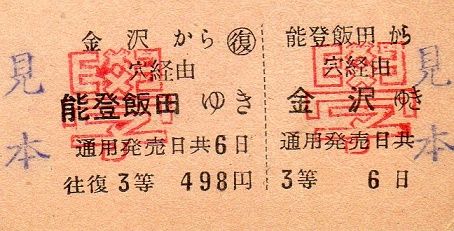 金沢から㊝復
穴経由
能登飯田ゆき
通用発売日共6日
往復3等 498円
能登飯田から
穴経由
金沢ゆき
通用発売日共
3等 6日
見本
見本